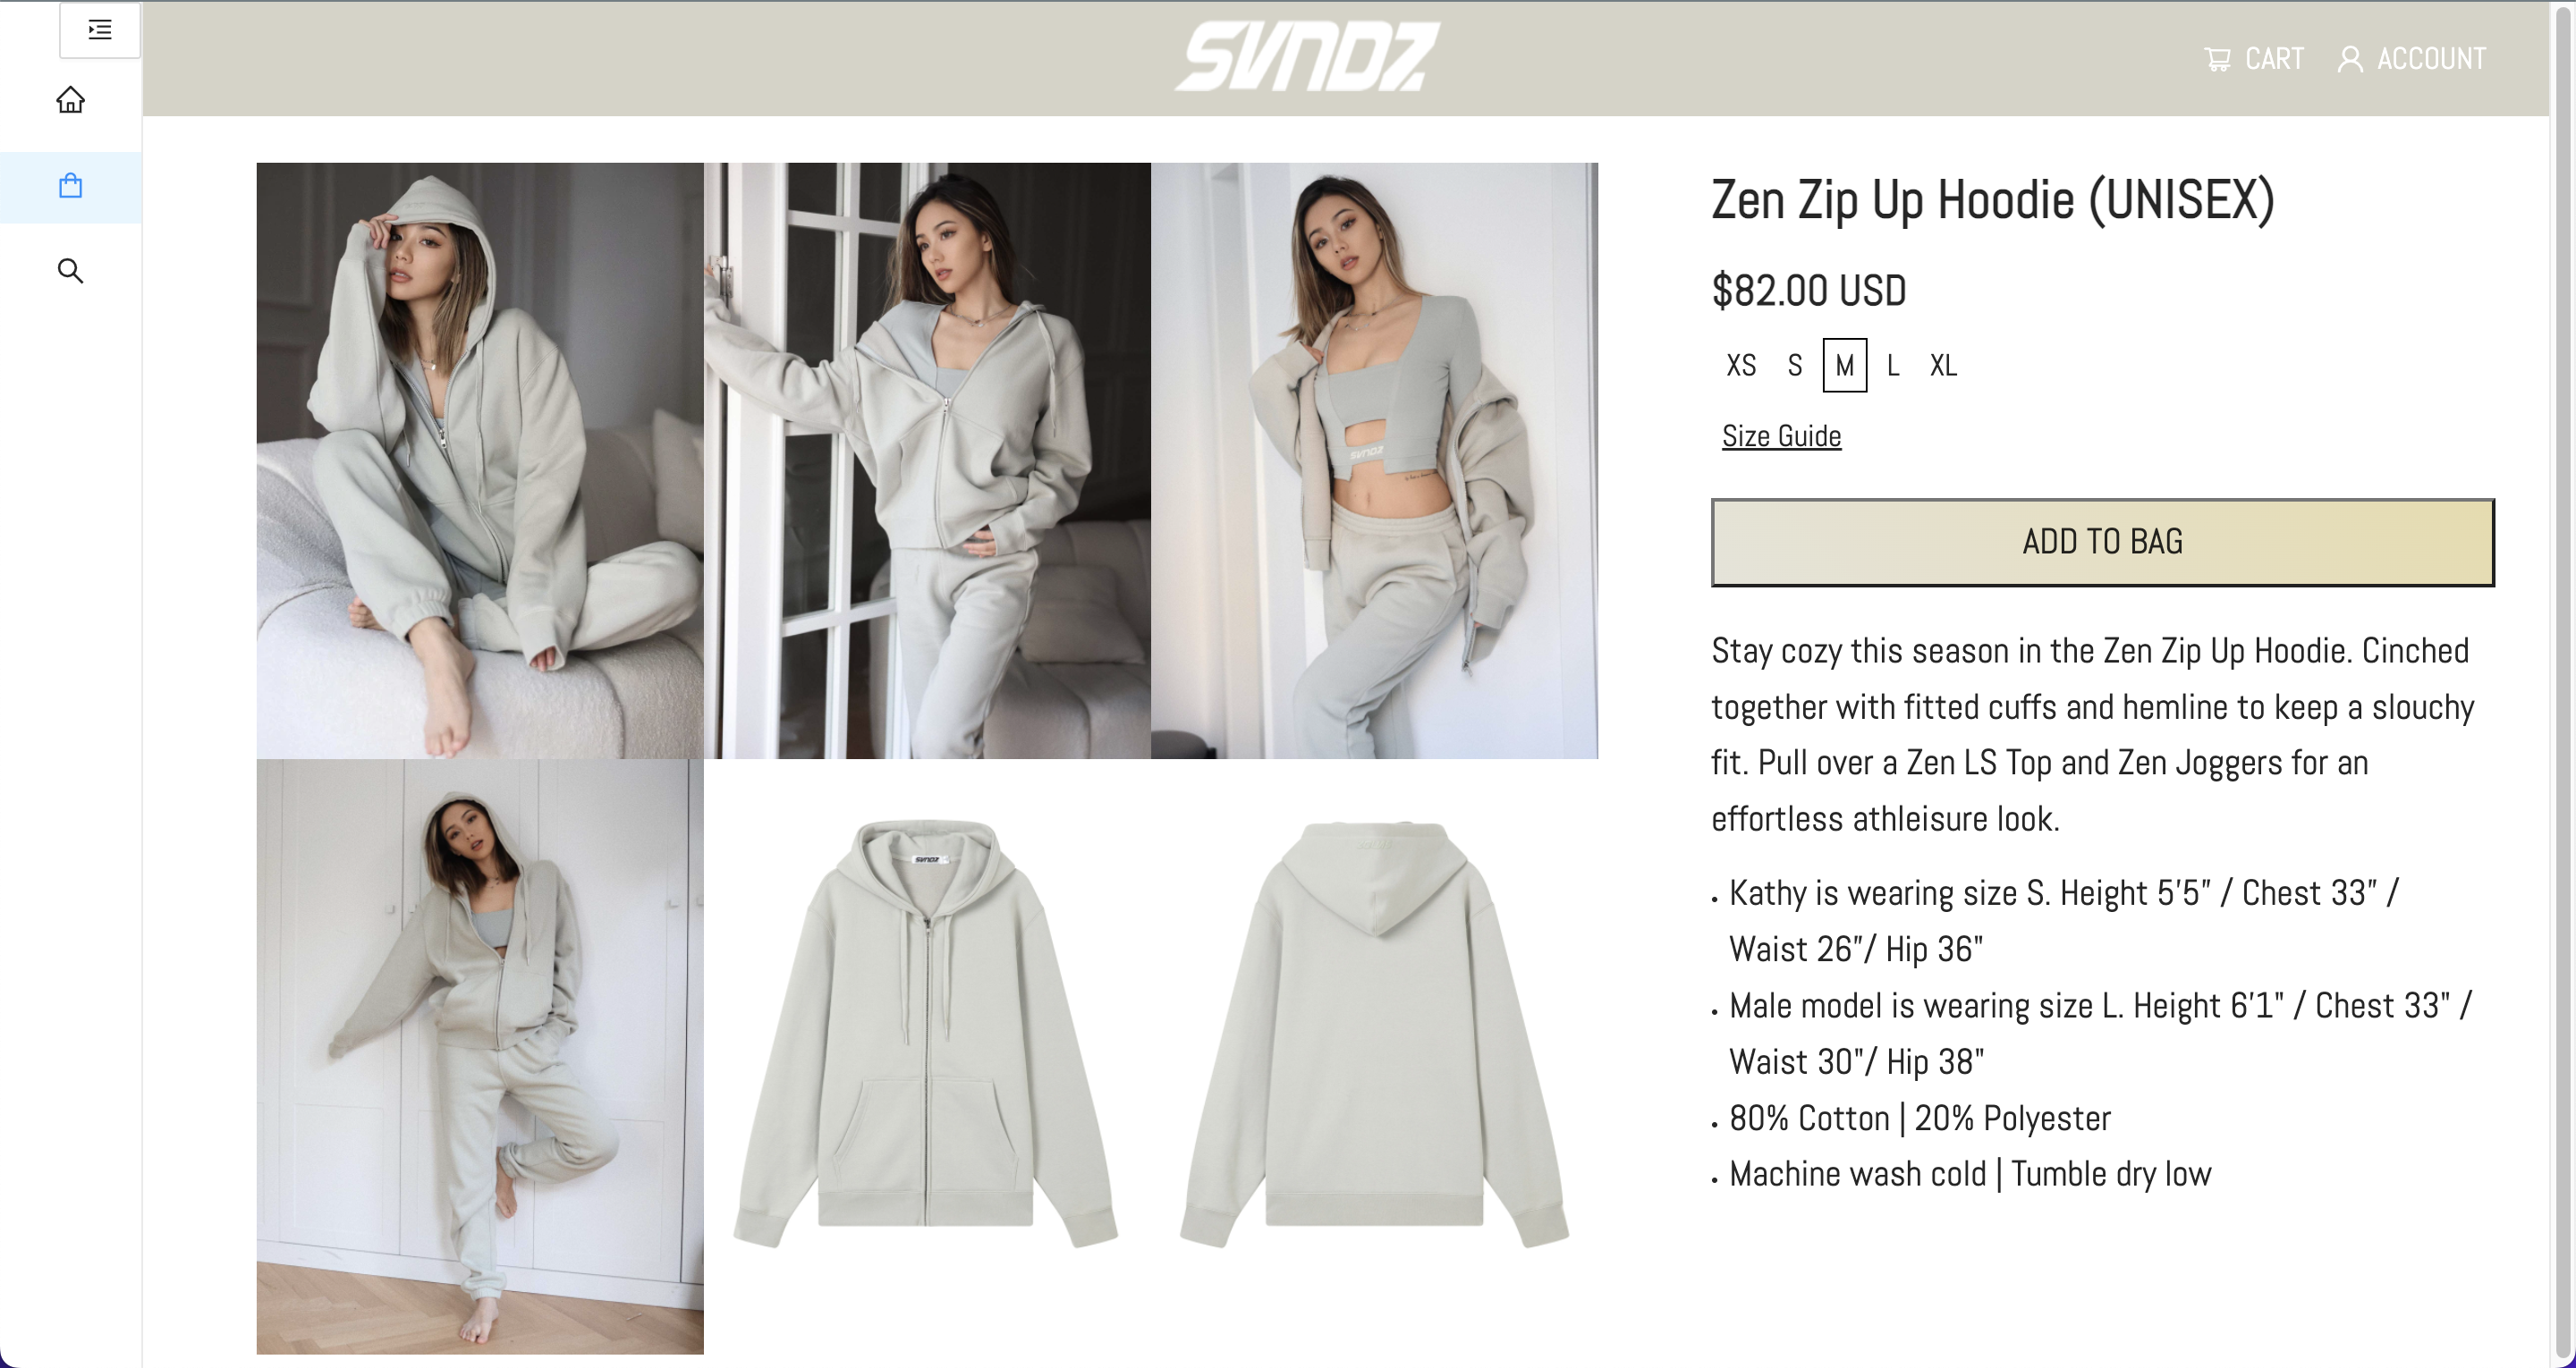 SVNDZ
CART
ACCOUNT
SVNDZ
SVNDZ
Zen Zip Up Hoodie (UNISEX)
$82.00 USD
XS S M L XL
Size Guide
ADD TO BAG
Stay cozy this season in the Zen Zip Up Hoodie. Cinched
together with fitted cuffs and hemline to keep a slouchy
fit. Pull over a Zen LS Top and Zen Joggers for an
effortless athleisure look.
• Kathy is wearing size S. Height 5'5” / Chest 33” /
Waist 26”/ Hip 36"
• Male model is wearing size L. Height 6'1" / Chest 33" /
Waist 30"/ Hip 38"
• 80% Cotton | 20% Polyester
• Machine wash cold | Tumble dry low